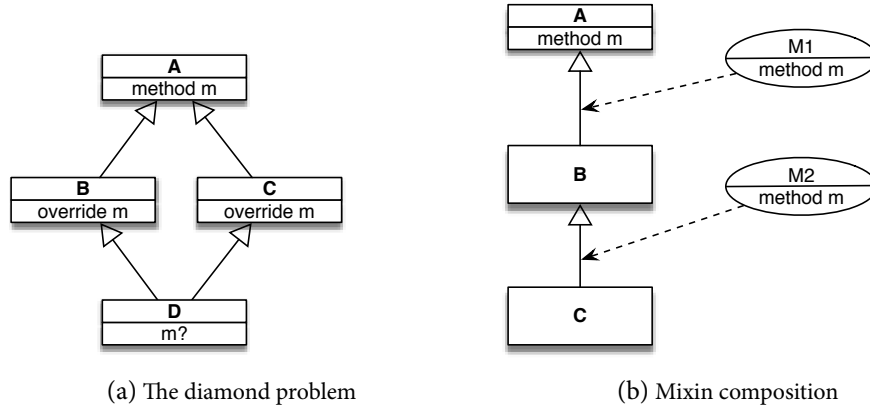 A
method m
B
override m
C
override m
D
m?
(a) The diamond problem
A
method m
M1
method m
B
M2
method m
C
(b) Mixin composition